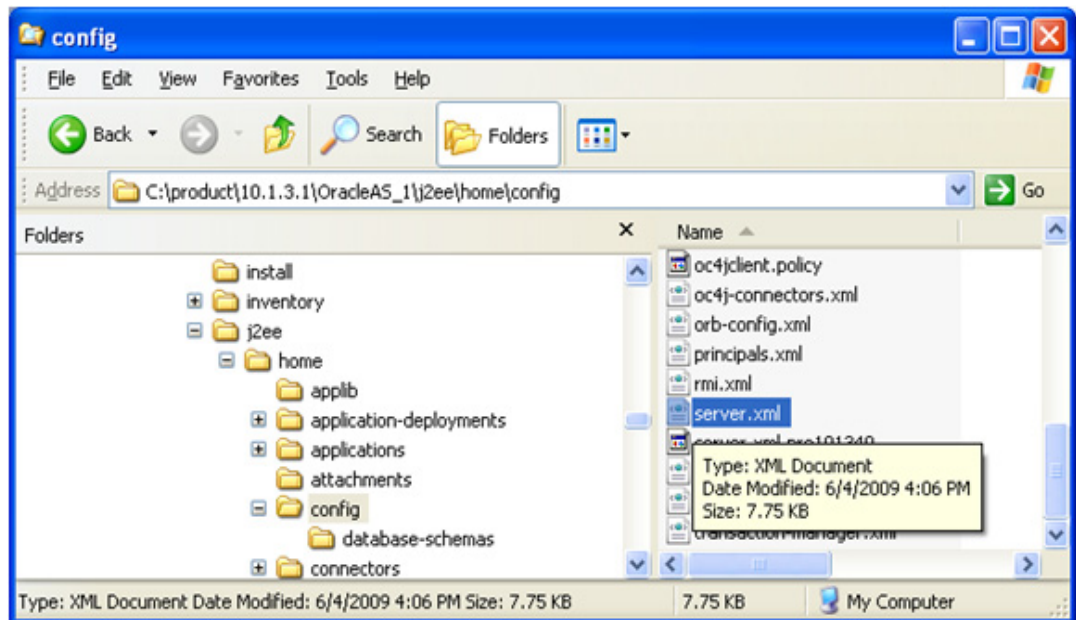 config
File Edit View Favorites Tools Help
Back Search Folders
Address C:\product\10.1.3.1\OracleAS_1\j2ee\home\config Go
Folders
install
inventory
j2ee
home
applib
application-deployments
applications
attachments
config
database-schemas
connectors
Name
oc4jclient.policy
oc4j-connectors.xml
orb-config.xml
principals.xml
rmi.xml
server.xml
Type: XML Document
Date Modified: 6/4/2009 4:06 PM
Size: 7.75 KB
transaction-manager.xml
Type: XML Document Date Modified: 6/4/2009 4:06 PM Size: 7.75 KB 7.75 KB My Computer